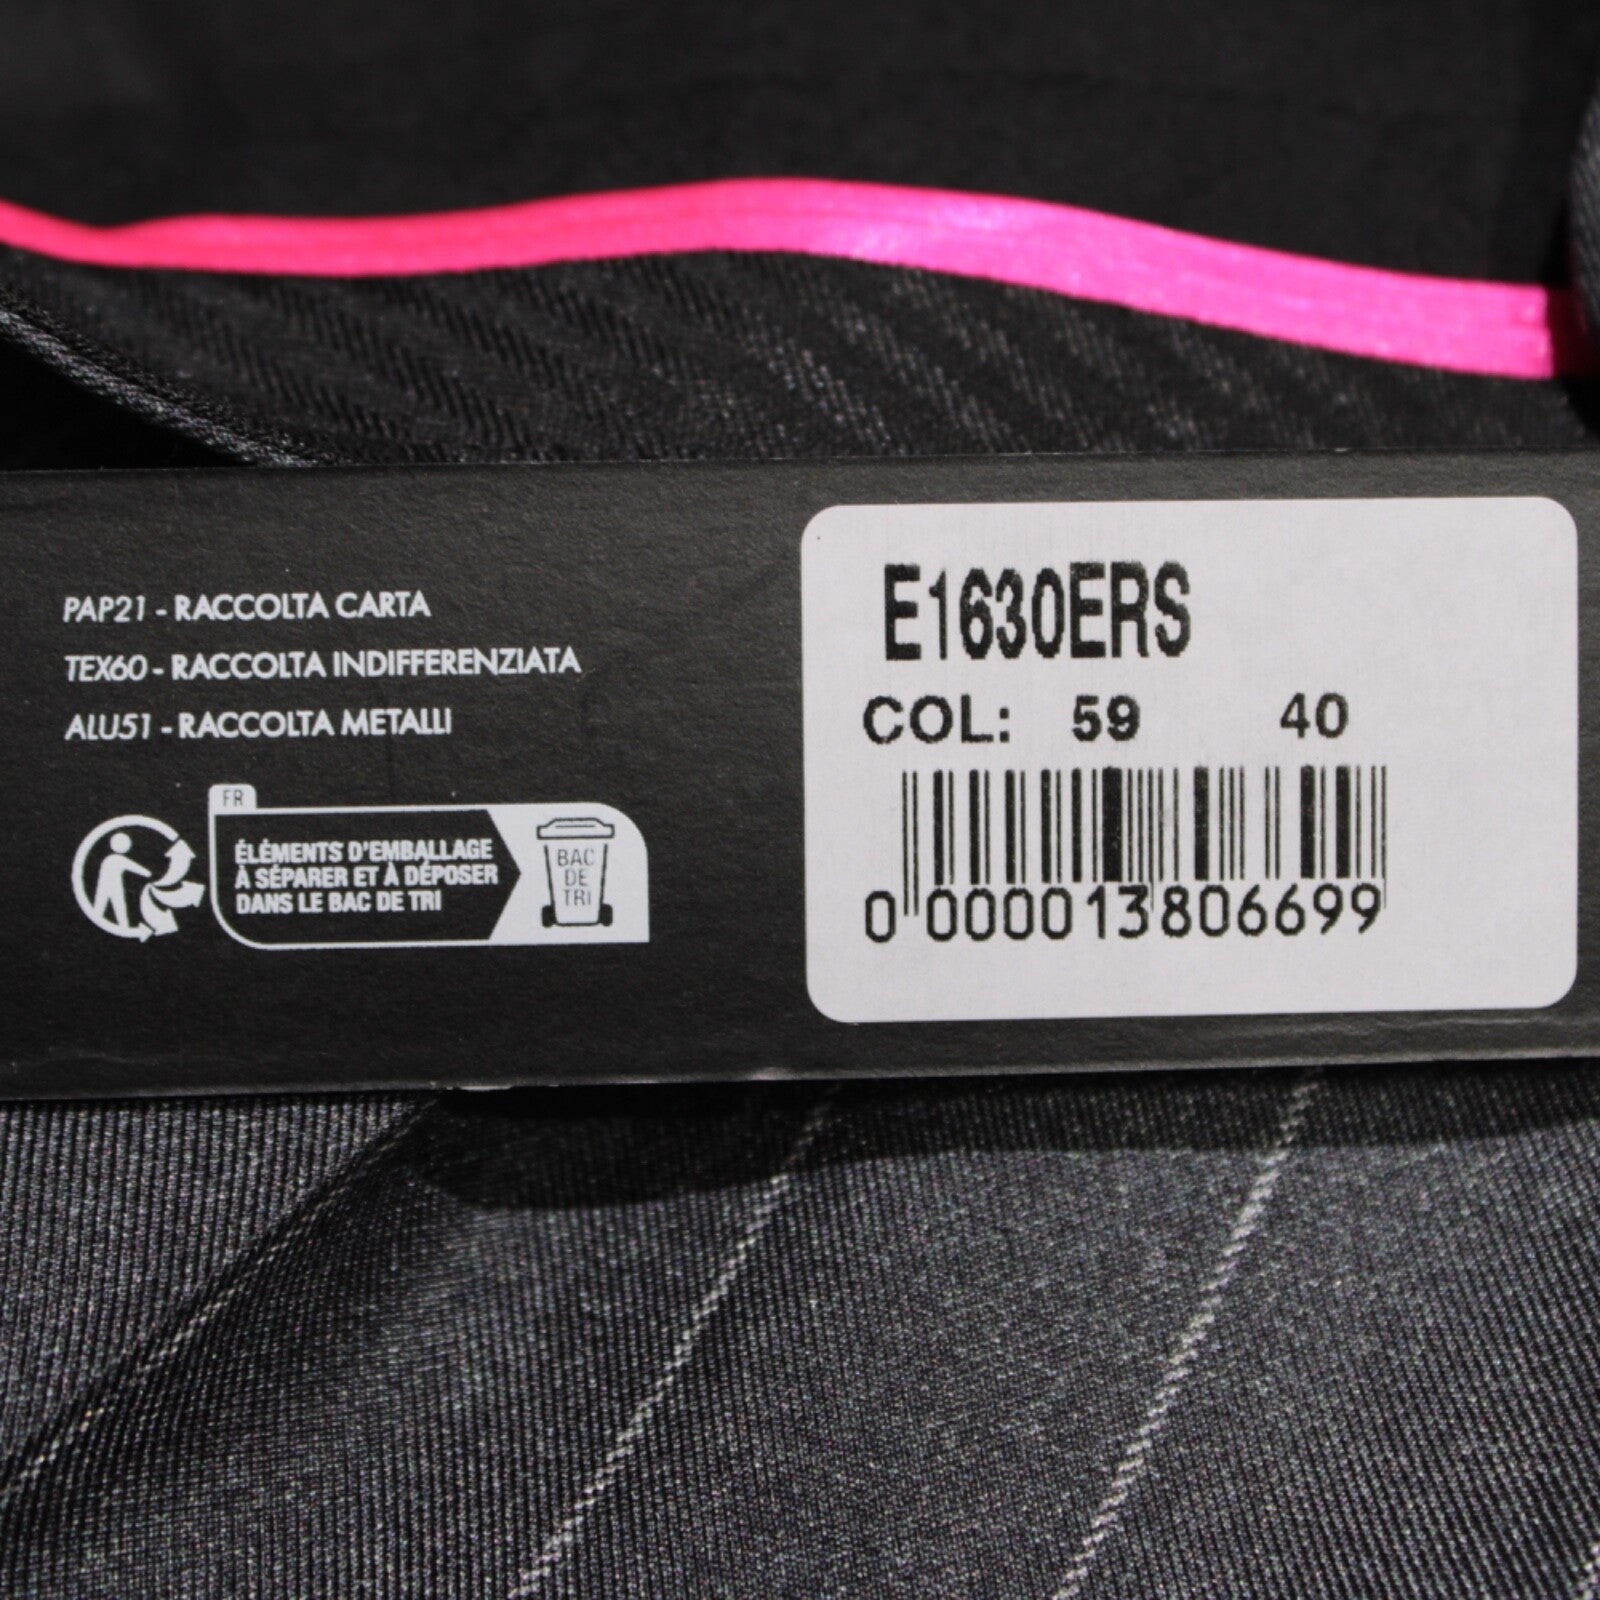 PAP21 - RACCOLTA CARTA
TEX60 - RACCOLTA INDIFFERENZIATA
ALU51 - RACCOLTA METALLI
FR
ÉLÉMENTS D'EMBALLAGE
À SÉPARER ET À DÉPOSER
DANS LE BAC DE TRI
BAC
DE
TRI
E1630ERS
COL: 59 40
0 000013806699